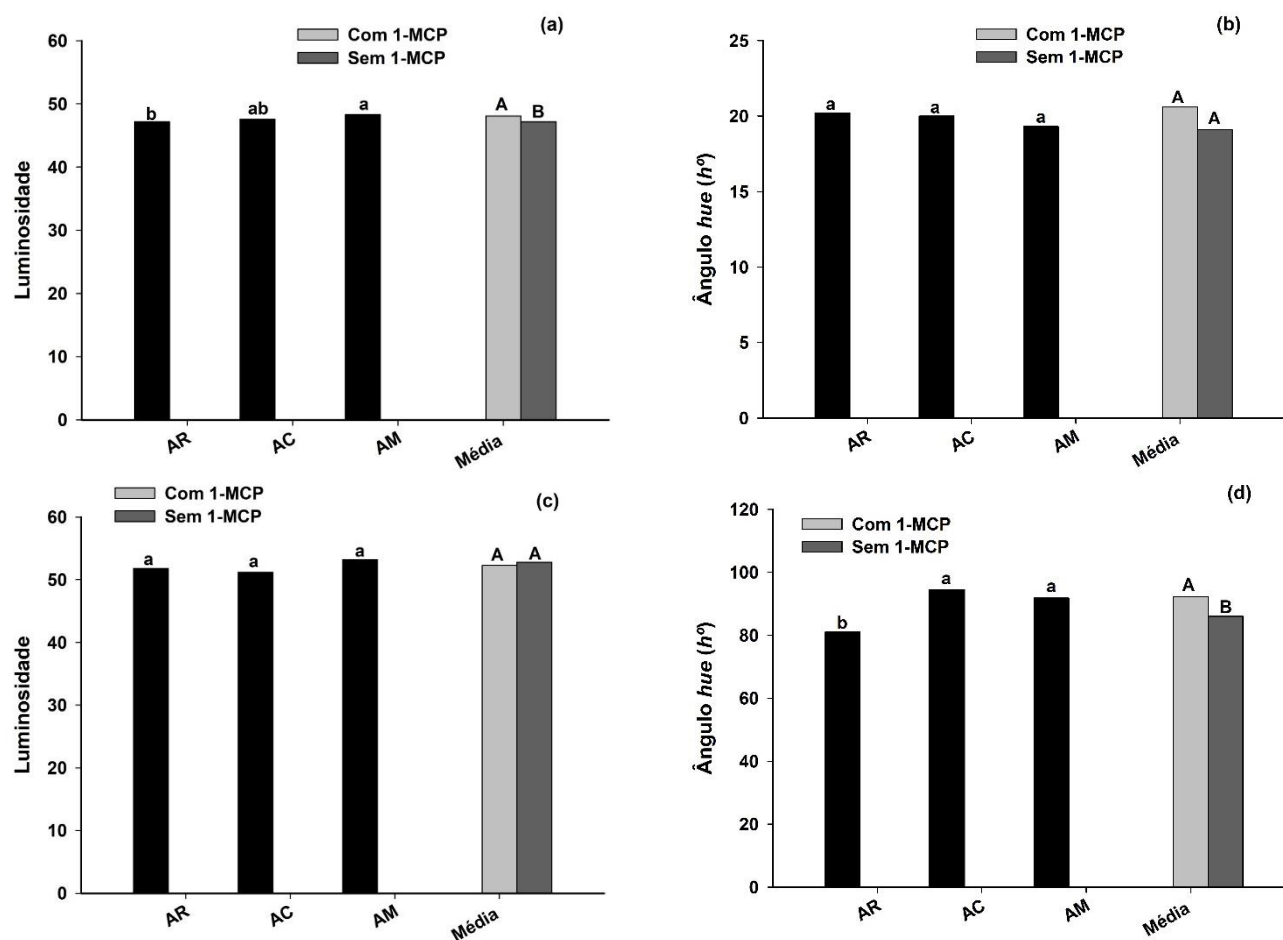 (a)
Com 1-MCP
Sem 1-MCP
60
50
40
30
20
10
0
Luminosidade
b
ab
a
A
B
AR
AC
AM
Média
(b)
Com 1-MCP
Sem 1-MCP
25
20
15
10
5
0
Ângulo hue (hº)
a
a
a
A
A
AR
AC
AM
Média
(c)
Com 1-MCP
Sem 1-MCP
60
50
40
30
20
10
0
Luminosidade
a
a
a
A
A
AR
AC
AM
Média
(d)
Com 1-MCP
Sem 1-MCP
120
100
80
60
40
20
0
Ângulo hue (hº)
b
a
a
A
B
AR
AC
AM
Média